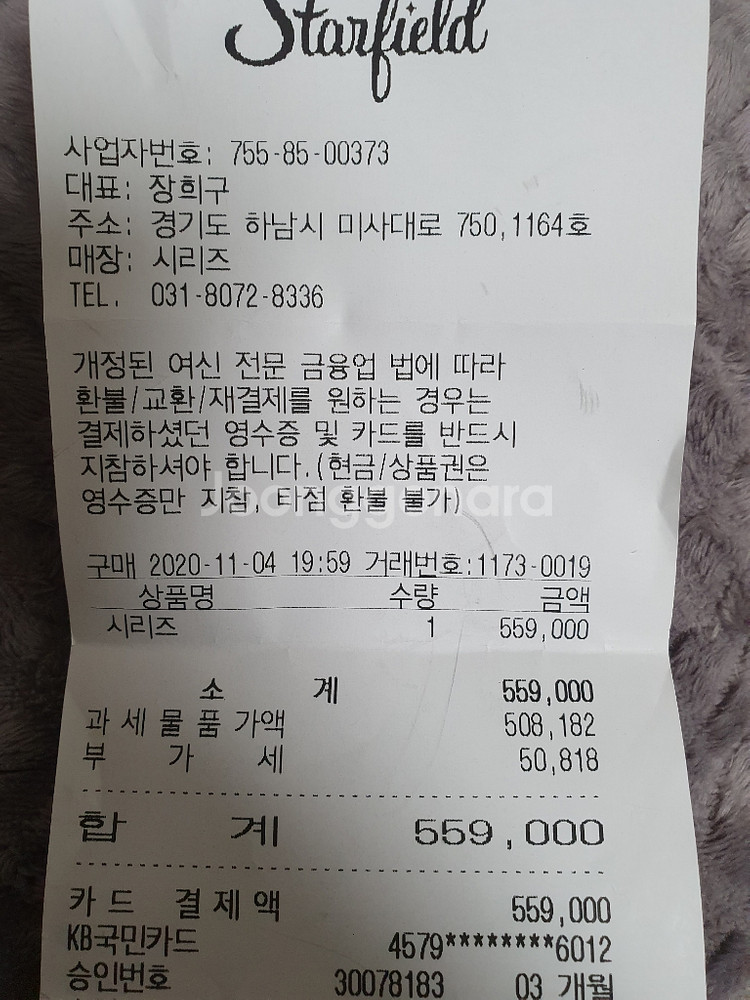 Starfield
사업자번호: 755-85-00373
대표: 장희구
주소: 경기도 하남시 미사대로 750,1164호
매장: 시리즈
TEL. 031-8072-8336
개정된 여신 전문 금융업 법에 따라
환불/교환/재결제를 원하는 경우는
결제하셨던 영수증 및 카드를 반드시
지참하셔야 합니다.(현금/상품권은
영수증만 지참, 타점 환불 불가)
Joonggonara
구매 2020-11-04 19:59 거래번호:1173-0019
상품명 수량 금액
시리즈 1 559,000
소 계 559,000
과세물품가액 508,182
부 가 세 50,818
합 계 559,000
카드 결제액 559,000
KB국민카드 4579********6012
승인번호 30078183 03 개월